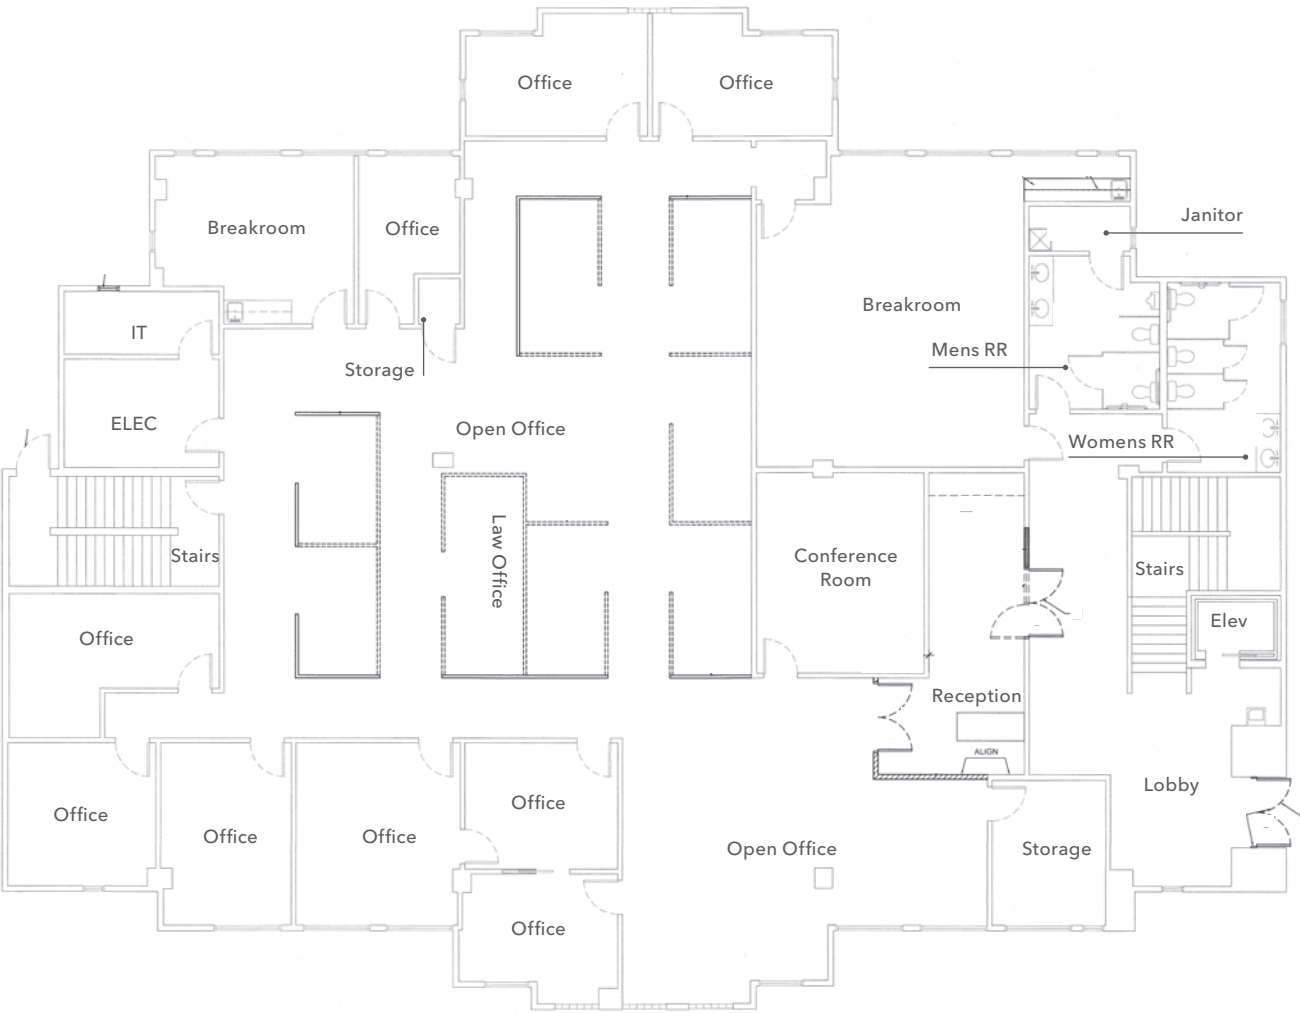 Office
Office
Breakroom
Office
Janitor
IT
Breakroom
Storage
Mens RR
ELEC
Open Office
Womens RR
Stairs
Law Office
Conference
Room
Stairs
Office
Elev
Reception
ALIGN
Lobby
Office
Office
Office
Office
Open Office
Storage
Office